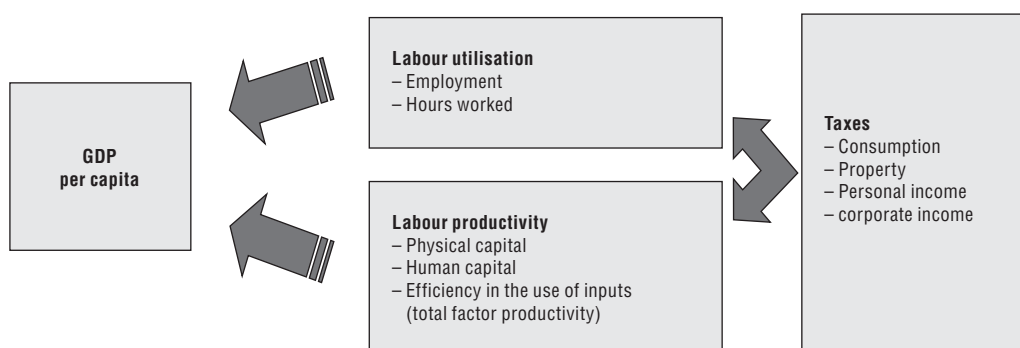 GDP
per capita
Labour utilisation
– Employment
– Hours worked
Labour productivity
– Physical capital
– Human capital
– Efficiency in the use of inputs
(total factor productivity)
Taxes
– Consumption
– Property
– Personal income
– corporate income